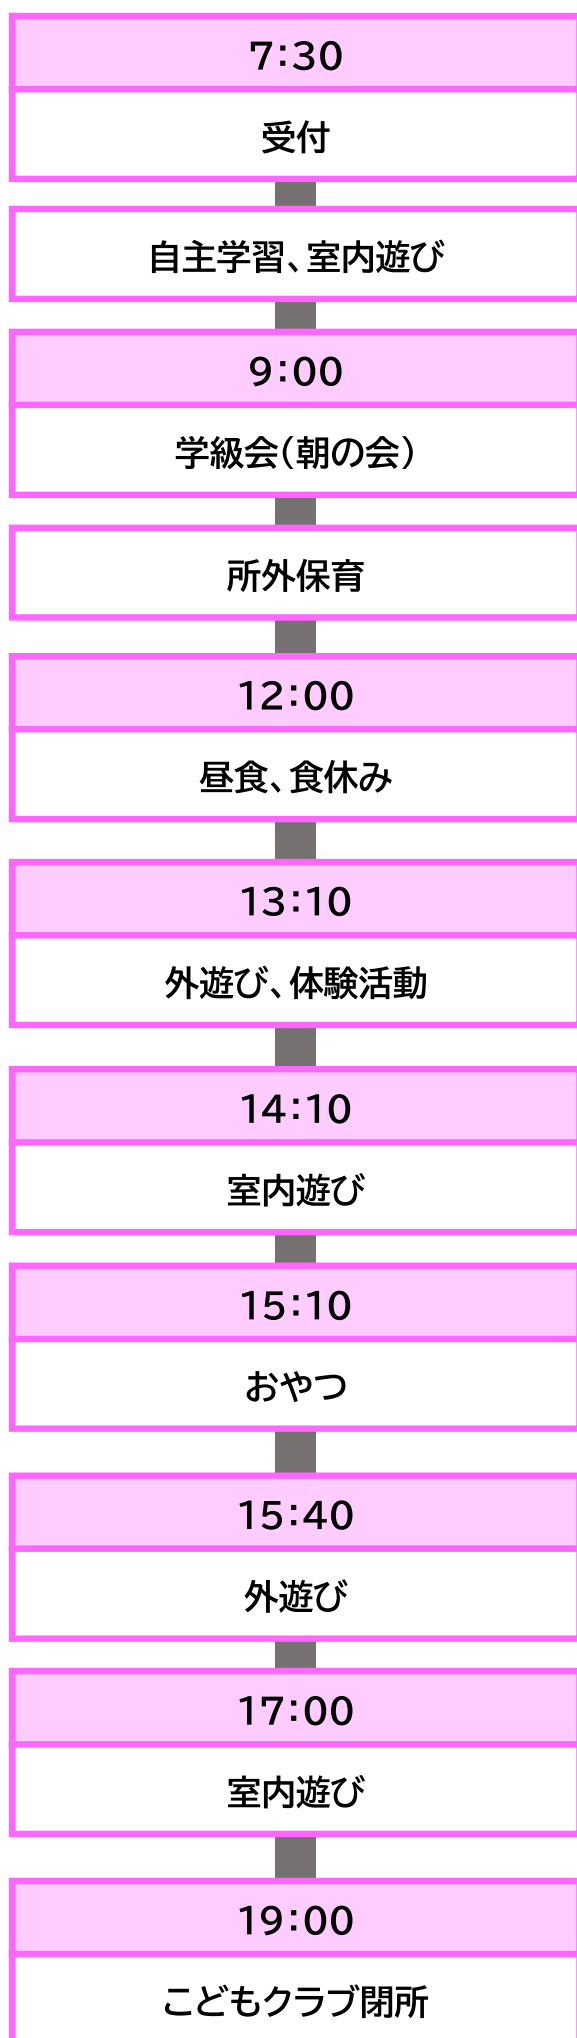 7：30
受付
自主学習、室内遊び
9：00
学級会（朝の会）
所外保育
12：00
昼食、食休み
13：10
外遊び、体験活動
14：10
室内遊び
15：10
おやつ
15：40
外遊び
17：00
室内遊び
19：00
こどもクラブ閉所